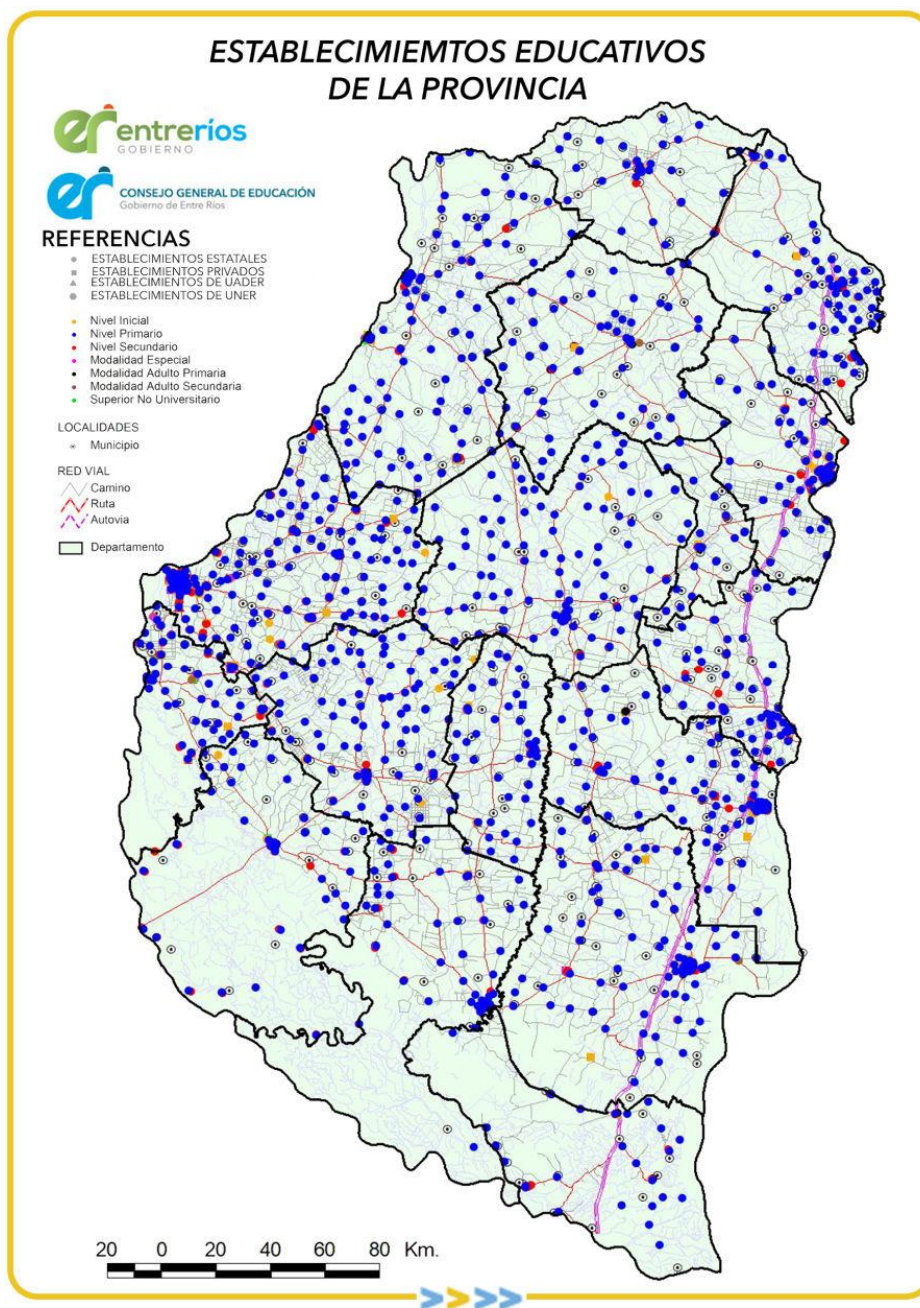 ESTABLECIMIEMTOS EDUCATIVOS
DE LA PROVINCIA
er entreríos
GOBIERNO
er CONSEJO GENERAL DE EDUCACIÓN
Gobierno de Entre Ríos
REFERENCIAS
ESTABLECIMIENTOS ESTATALES
ESTABLECIMIENTOS PRIVADOS
ESTABLECIMIENTOS DE UADER
ESTABLECIMIENTOS DE UNER
Nivel Inicial
Nivel Primario
Nivel Secundario
Modalidad Especial
Modalidad Adulto Primaria
Modalidad Adulto Secundaria
Superior No Universitario
LOCALIDADES
Municipio
RED VIAL
Camino
Ruta
Autovia
Departamento
20 0 20 40 60 80 Km.